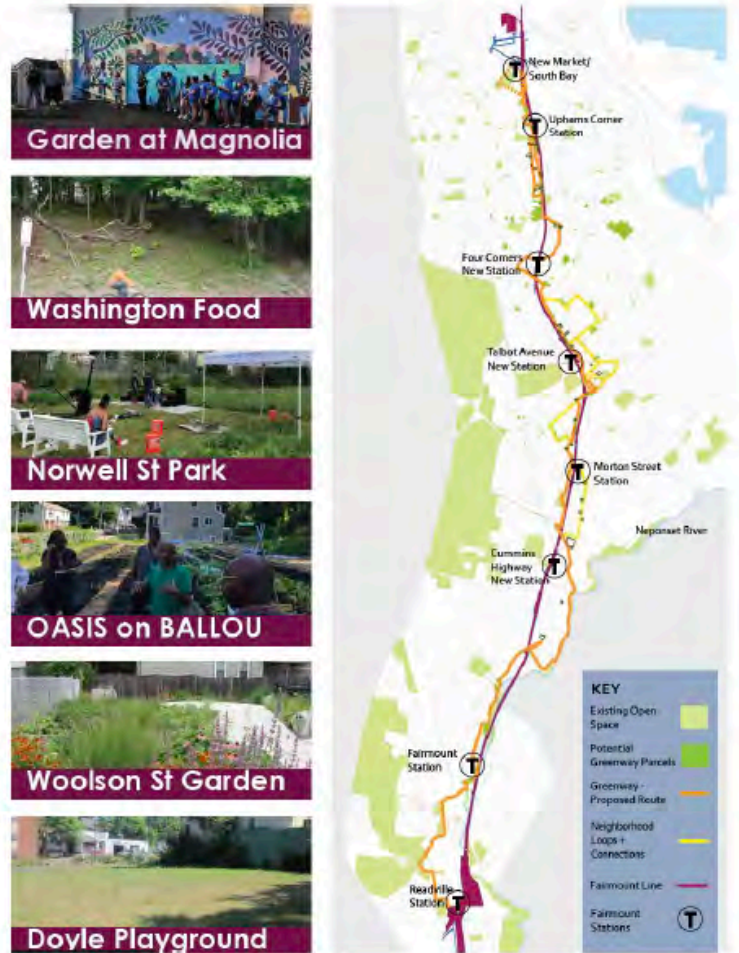 Garden at Magnolia
Washington Food
Norwell St Park
OASIS on BALLOU
Woolson St Garden
Doyle Playground
New Market/
South Bay
Uphams Corner
Station
Four Corners
New Station
Talbot Avenue
New Station
Morton Street
Station
Neponset River
Cummins
Highway
New Station
Fairmount
Station
Readville
Station
KEY
Existing Open
Space
Potential
Greenway Parcels
Greenway -
Proposed Route
Neighborhood
Loops +
Connections
Fairmount Line
Fairmount
Stations
T
T
T
T
T
T
T
T
T